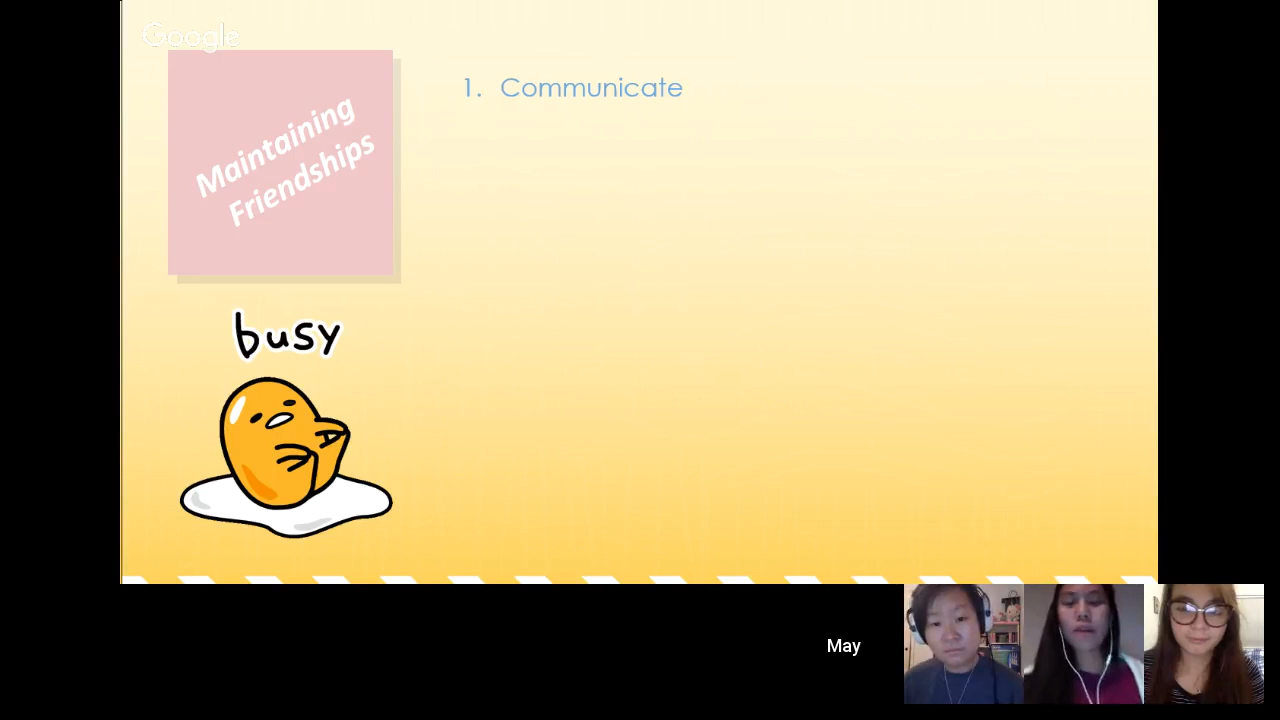 Google
Maintaining
Friendships
1. Communicate
busy
May